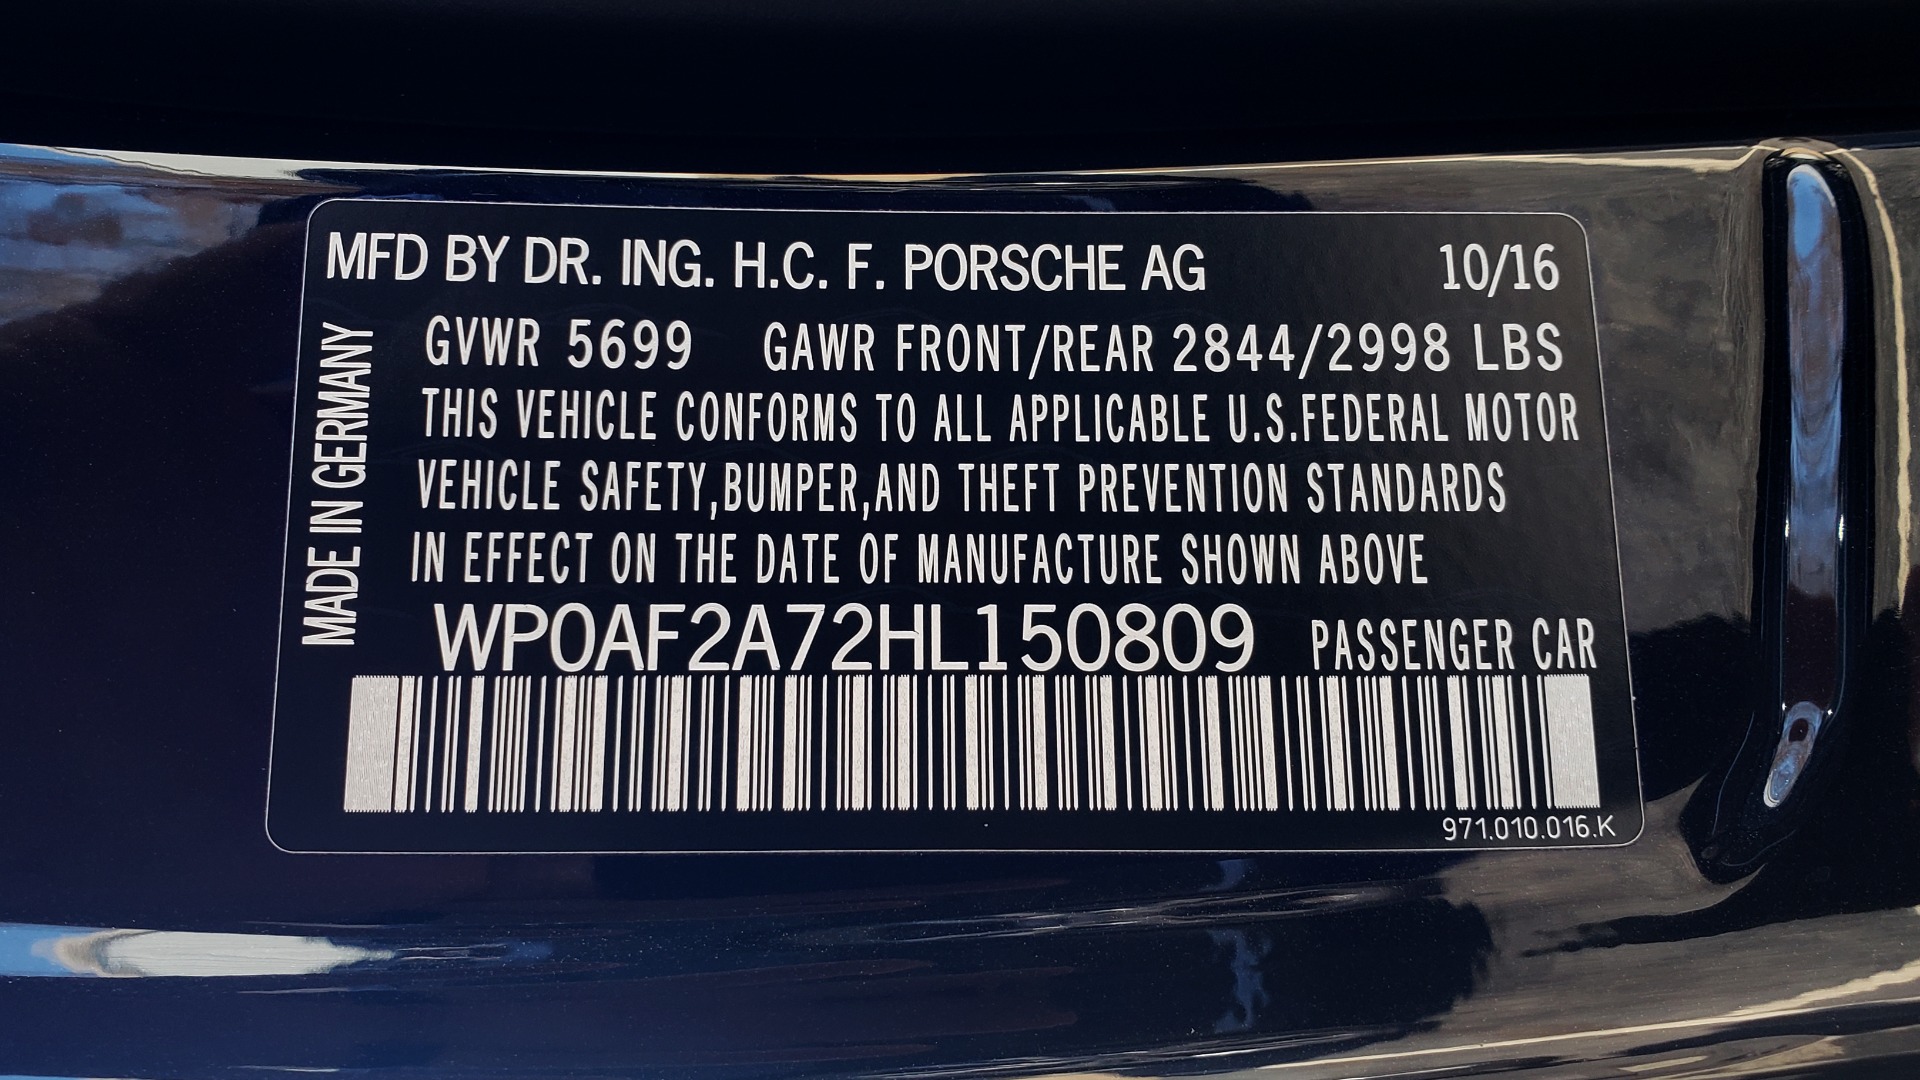 MFD BY DR. ING. H.C. F. PORSCHE AG 10/16
GVWR 5699 GAWR FRONT/REAR 2844/2998 LBS
THIS VEHICLE CONFORMS TO ALL APPLICABLE U.S.FEDERAL MOTOR
VEHICLE SAFETY,BUMPER,AND THEFT PREVENTION STANDARDS
IN EFFECT ON THE DATE OF MANUFACTURE SHOWN ABOVE
WP0AF2A72HL150809 PASSENGER CAR
MADE IN GERMANY
971.010.016.K